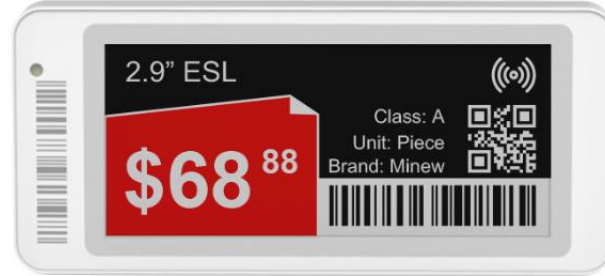 2.9” ESL
$68 88
Class: A
Unit: Piece
Brand: Minew